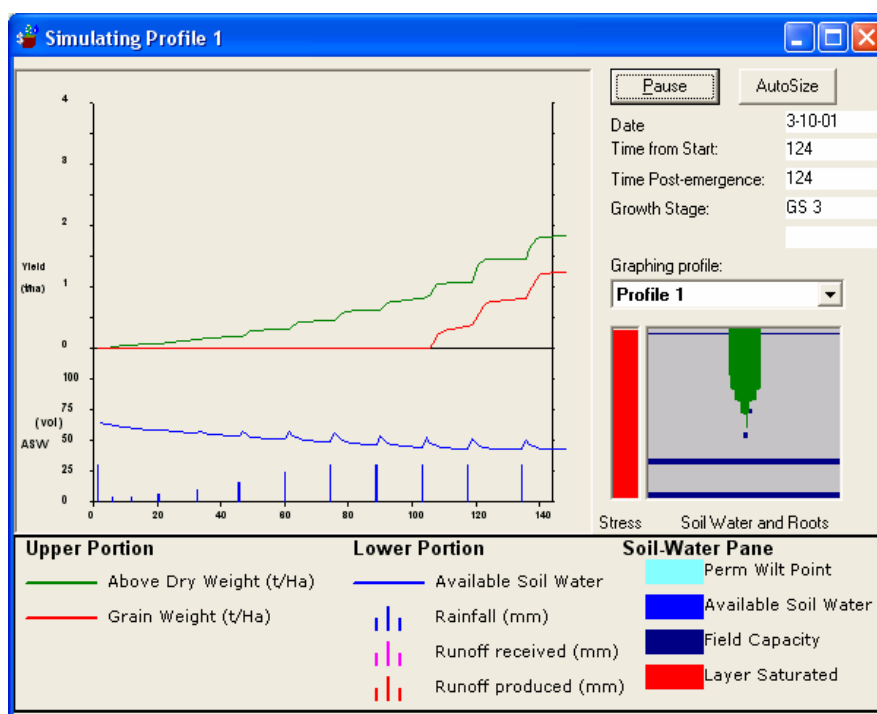 Simulating Profile 1
4
3
2
Yield
1
(t/ha)
0
100
75
(vol)
50
ASW
25
0
0 20 40 60 80 100 120 140
Pause AutoSize
Date 3-10-01
Time from Start: 124
Time Post-emergence: 124
Growth Stage: GS 3
Graphing profile:
Profile 1
Stress Soil Water and Roots
Upper Portion
Above Dry Weight (t/Ha)
Grain Weight (t/Ha)
Lower Portion
Available Soil Water
Rainfall (mm)
Runoff received (mm)
Runoff produced (mm)
Soil-Water Pane
Perm Wilt Point
Available Soil Water
Field Capacity
Layer Saturated